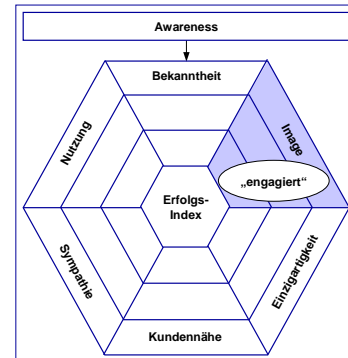 Awareness
Bekanntheit
Nutzung
Image
„engagiert“
Erfolgs-
Index
Sympathie
Einzigartigkeit
Kundennähe